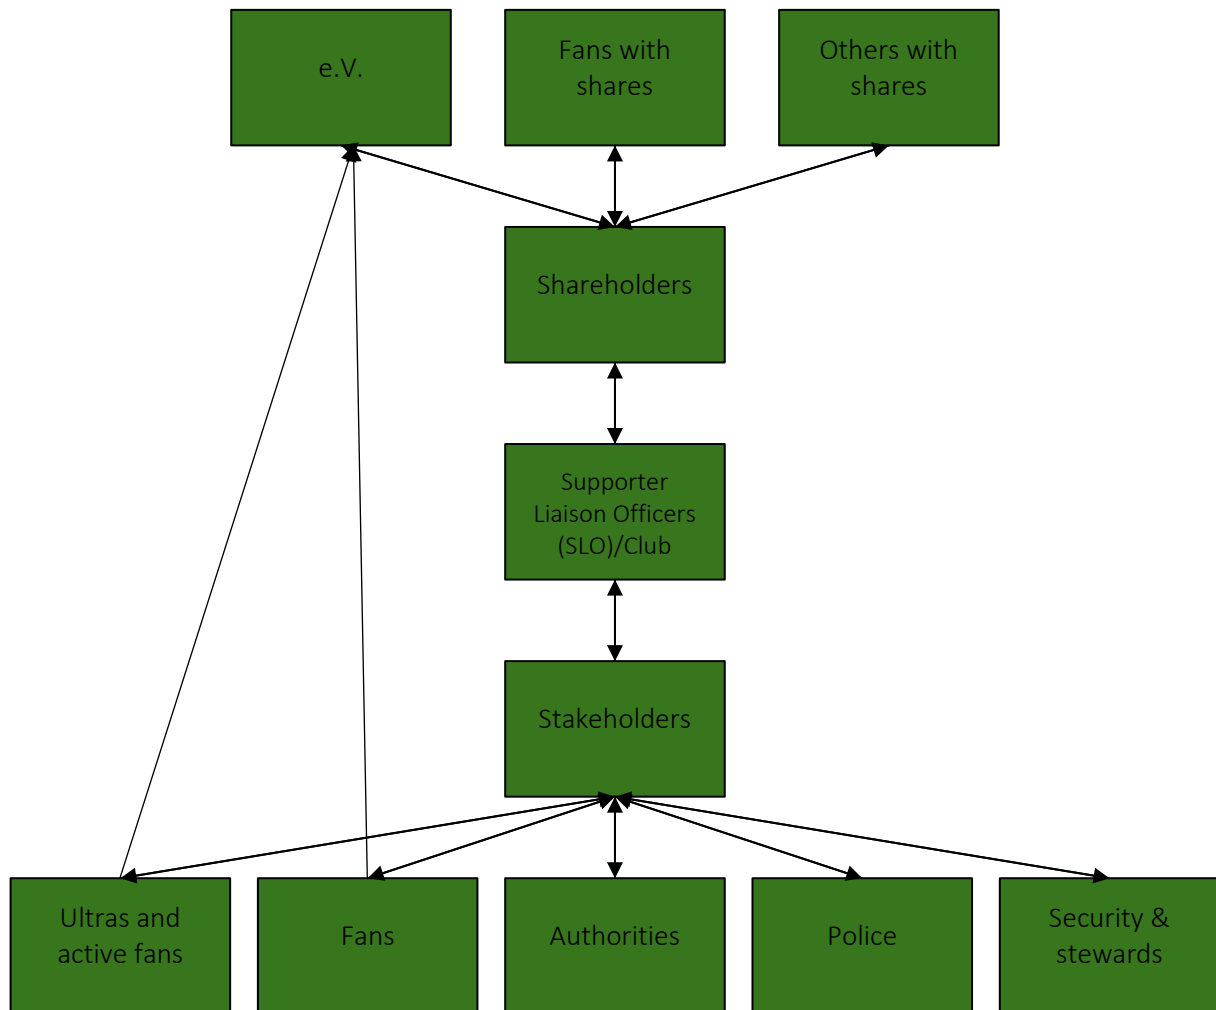 e.V.
Fans with
shares
Others with
shares
Shareholders
Supporter
Liaison Officers
(SLO)/Club
Stakeholders
Ultras and
active fans
Fans
Authorities
Police
Security &
stewards